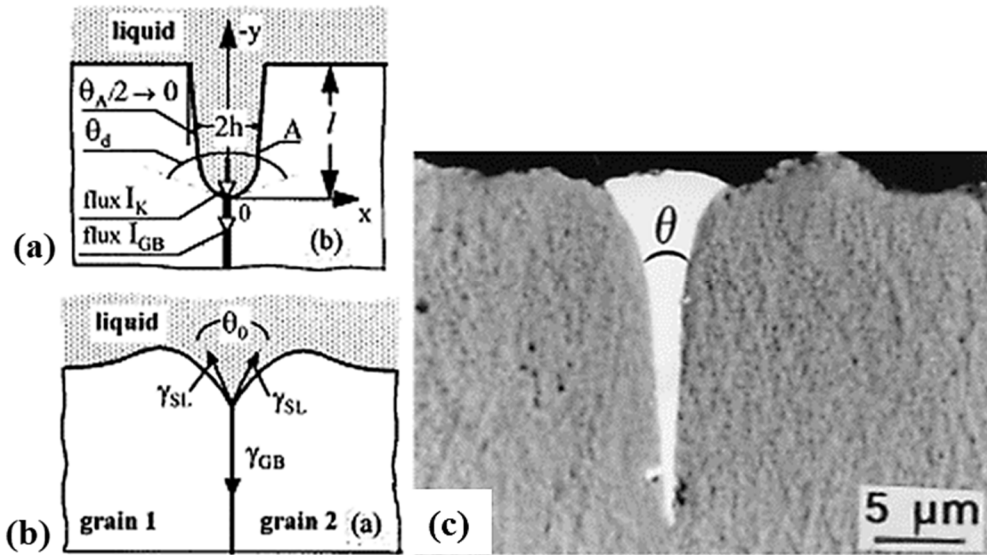 liquid
-y
θA/2 → 0
2h
l
θd
A
flux IK
0
x
flux IGB
(b)
(a)
liquid
θ0
γSL
γSL
γGB
grain 1
grain 2
(a)
(b)
θ
5 μm
(c)